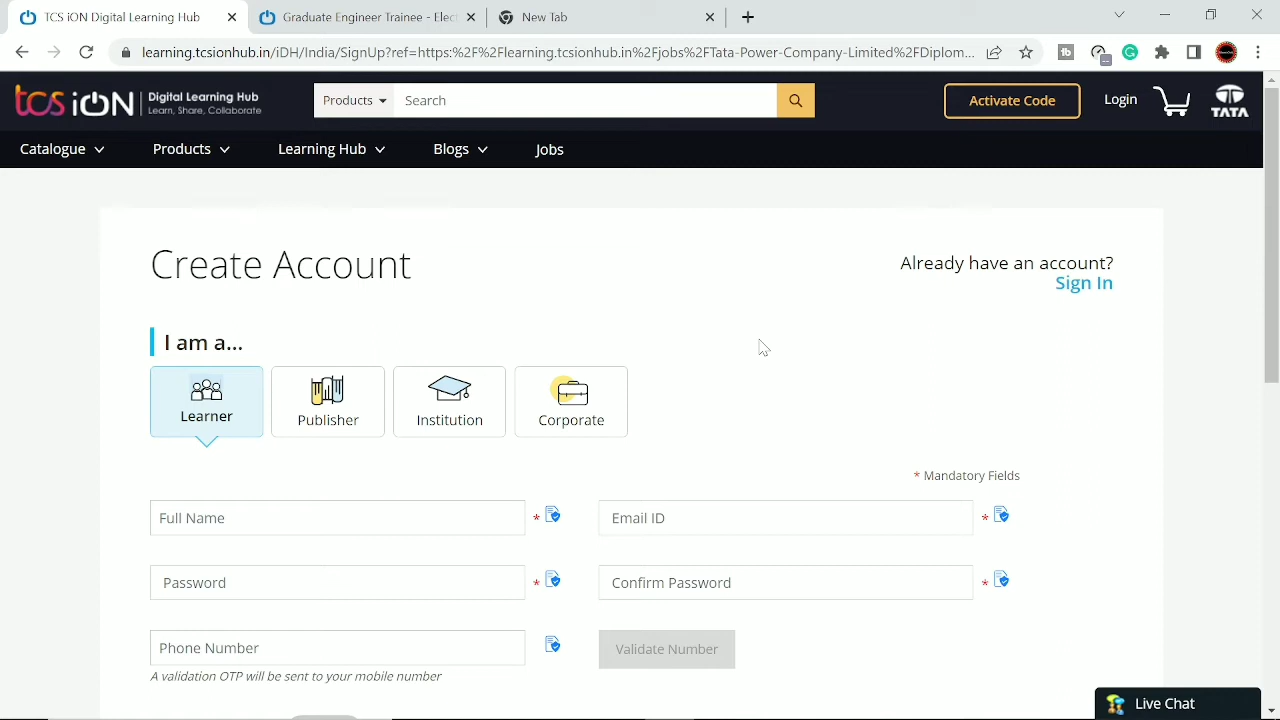 TCS iON Digital Learning Hub
Graduate Engineer Trainee - Elec
New Tab
learning.tcsionhub.in/iDH/India/SignUp?ref=https:%2F%2Flearning.tcsionhub.in%2Fjobs%2FTata-Power-Company-Limited%2FDiplom...
tcs iON
Digital Learning Hub
Learn, Share, Collaborate
Products
Search
Activate Code
Login
TATA
Catalogue
Products
Learning Hub
Blogs
Jobs
Create Account
Already have an account?
Sign In
I am a...
Learner
Publisher
Institution
Corporate
* Mandatory Fields
Full Name *
Email ID *
Password *
Confirm Password *
Phone Number
Validate Number
A validation OTP will be sent to your mobile number
Live Chat